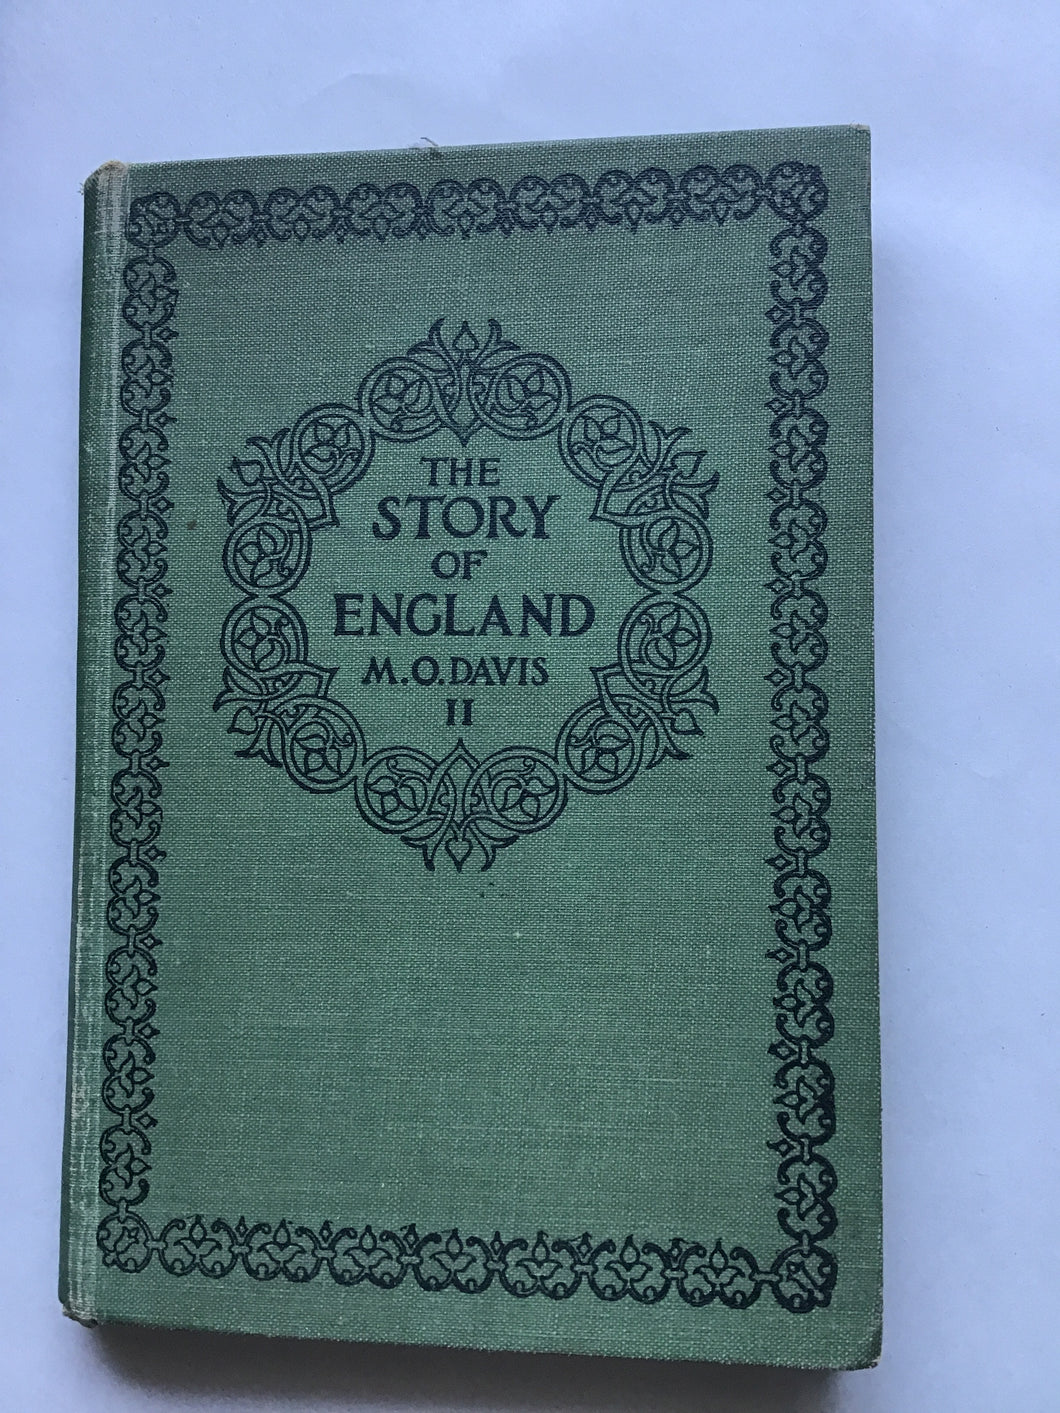 THE
STORY
OF
ENGLAND
M.O.DAVIS
II